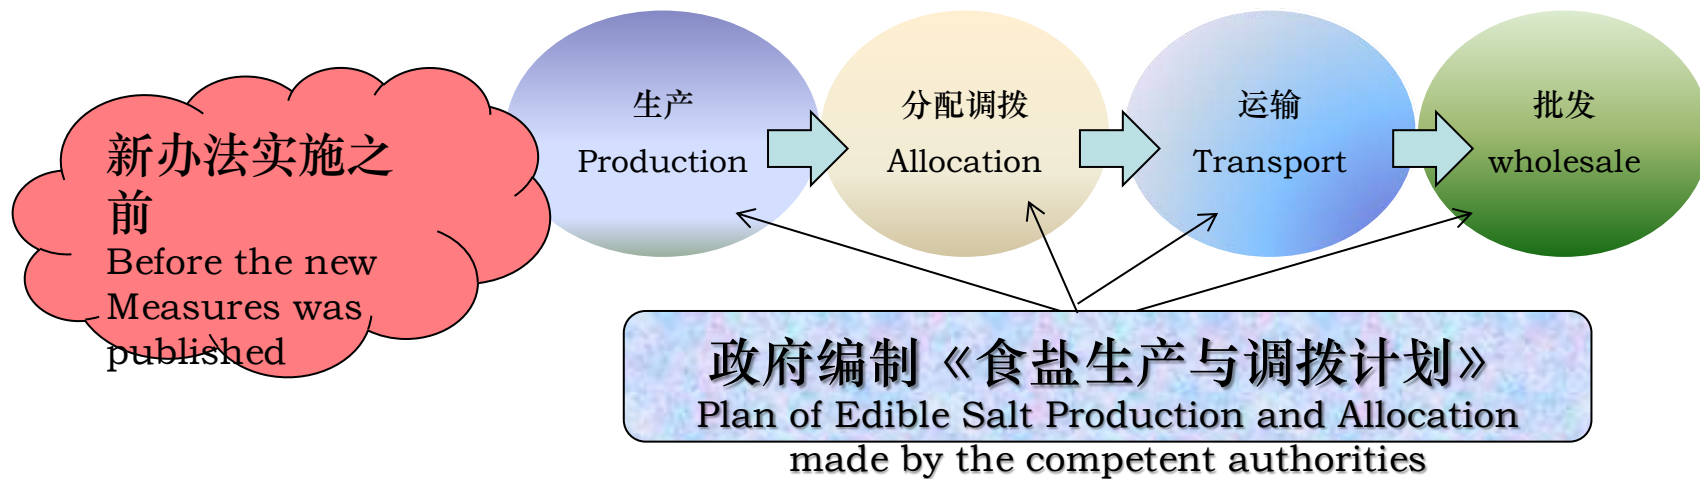 新办法实施之
前
Before the new
Measures was
published
生产
Production
分配调拨
Allocation
运输
Transport
批发
wholesale
政府编制《食盐生产与调拨计划》
Plan of Edible Salt Production and Allocation
made by the competent authorities